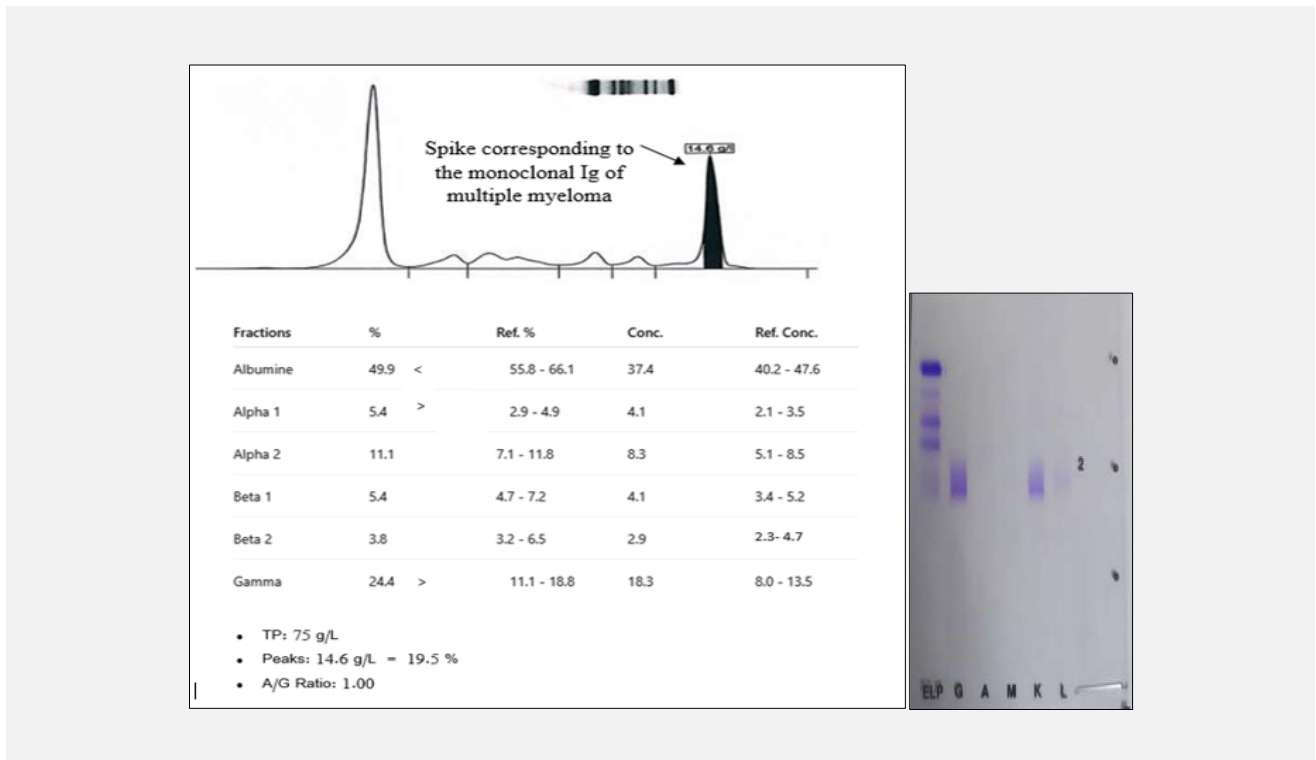 Spike corresponding to
the monoclonal Ig of
multiple myeloma
14.6 g/l
Fractions % Ref. % Conc. Ref. Conc.
Albumine 49.9 < 55.8 - 66.1 37.4 40.2 - 47.6
Alpha 1 5.4 > 2.9 - 4.9 4.1 2.1 - 3.5
Alpha 2 11.1 7.1 - 11.8 8.3 5.1 - 8.5
Beta 1 5.4 4.7 - 7.2 4.1 3.4 - 5.2
Beta 2 3.8 3.2 - 6.5 2.9 2.3- 4.7
Gamma 24.4 > 11.1 - 18.8 18.3 8.0 - 13.5
• TP: 75 g/L
• Peaks: 14.6 g/L = 19.5 %
• A/G Ratio: 1.00
2
ELP G A M K L